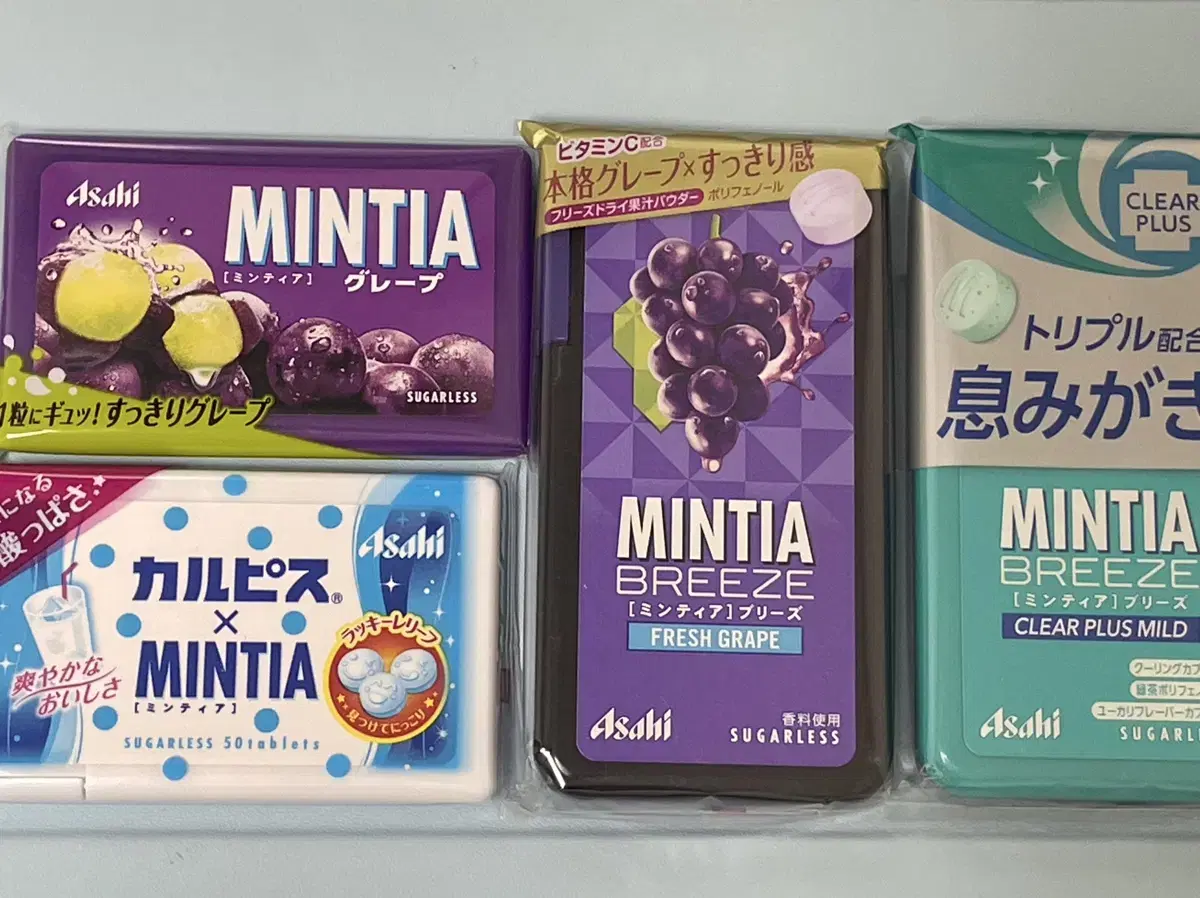 Asahi
MINTIA
[ミンティア]
グレープ
SUGARLESS
1粒にギュッ!すっきりグレープ
になる
酸っぱさ
Asahi
カルピス®
×
MINTIA
[ミンティア]
爽やかな
おいしさ
ラッキーレリーフ
見つけてにっこり
SUGARLESS 50tablets
ビタミンC配合
本格グレープ×すっきり感
フリーズドライ果汁パウダー ポリフェノール
MINTIA
BREEZE
[ミンティア]ブリーズ
FRESH GRAPE
Asahi
香料使用
SUGARLESS
CLEAR
PLUS
トリプル配合
息みがき
MINTIA
BREEZE
[ミンティア]ブリーズ
CLEAR PLUS MILD
クーリングカプ
緑茶ポリフェ
ユーカリフレーバーカプ
Asahi
SUGARL